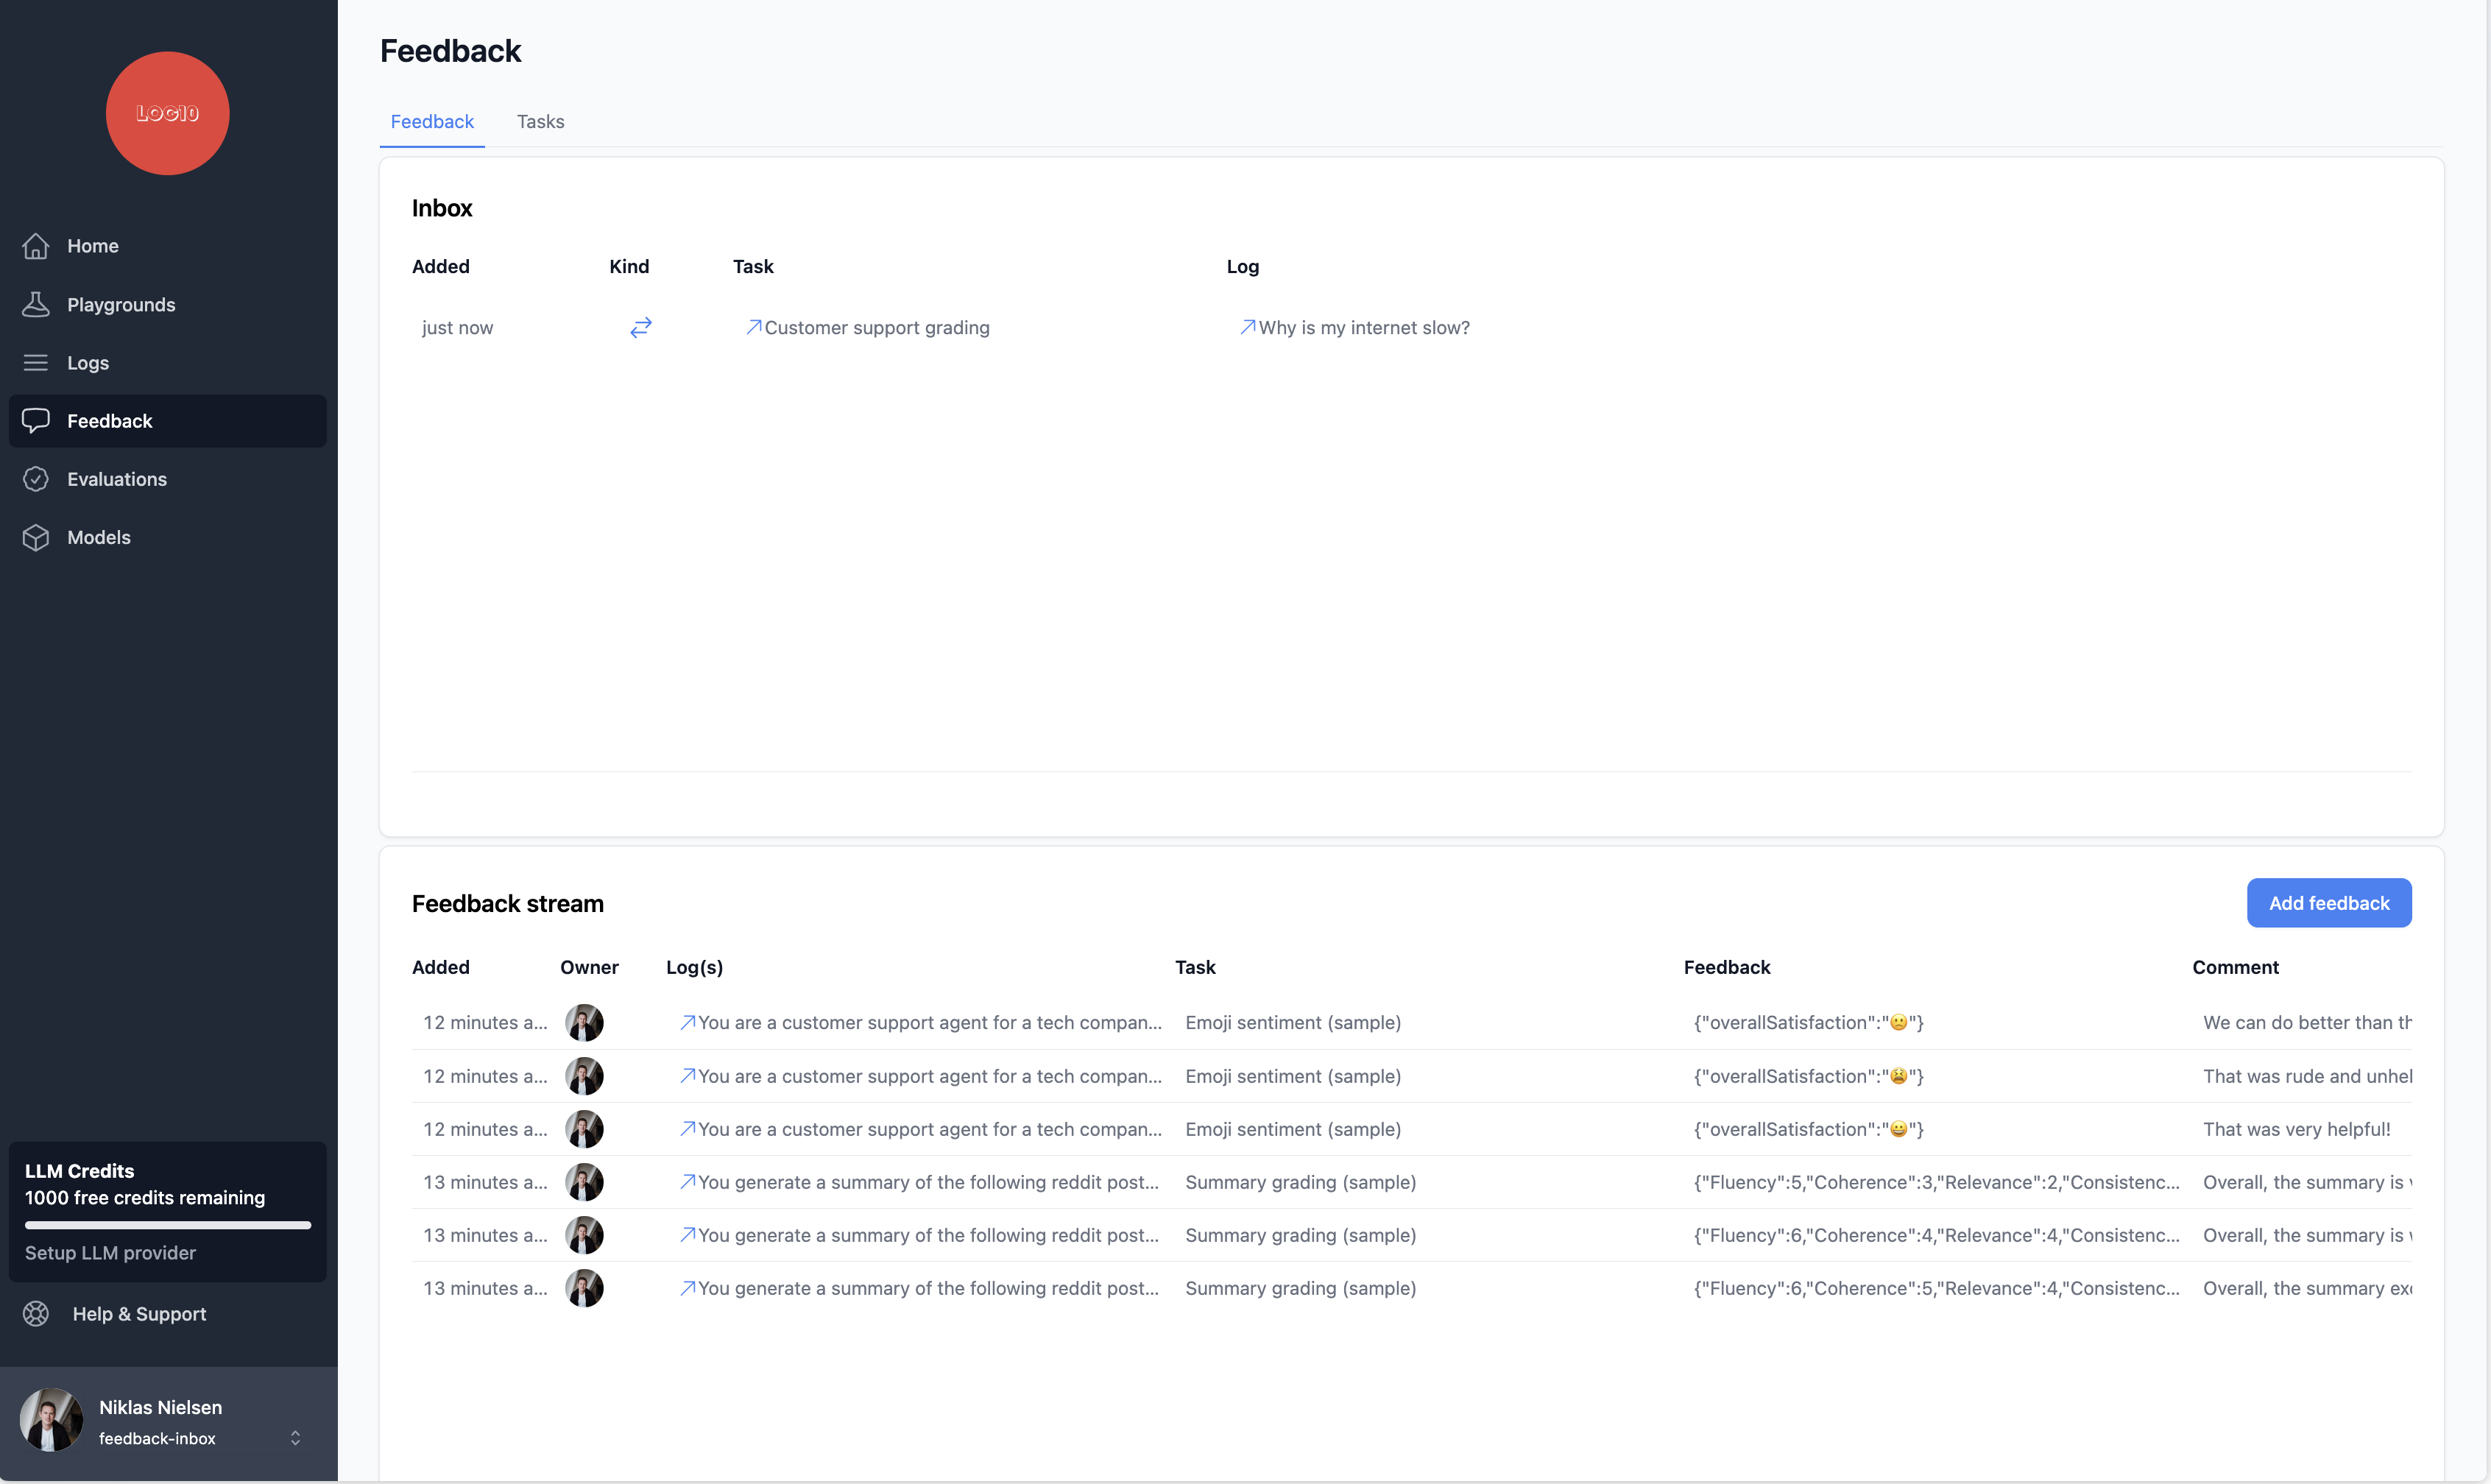 LOG10
Home
Playgrounds
Logs
Feedback
Evaluations
Models
LLM Credits
1000 free credits remaining
Setup LLM provider
Help & Support
Niklas Nielsen
feedback-inbox
Feedback
Feedback Tasks
Inbox
Added Kind Task Log
just now Customer support grading Why is my internet slow?
Feedback stream
Add feedback
Added Owner Log(s) Task Feedback Comment
12 minutes a... You are a customer support agent for a tech compan... Emoji sentiment (sample) {"overallSatisfaction":"🙁"} We can do better than th
12 minutes a... You are a customer support agent for a tech compan... Emoji sentiment (sample) {"overallSatisfaction":"😫"} That was rude and unhel
12 minutes a... You are a customer support agent for a tech compan... Emoji sentiment (sample) {"overallSatisfaction":"😀"} That was very helpful!
13 minutes a... You generate a summary of the following reddit post... Summary grading (sample) {"Fluency":5,"Coherence":3,"Relevance":2,"Consistenc... Overall, the summary is
13 minutes a... You generate a summary of the following reddit post... Summary grading (sample) {"Fluency":6,"Coherence":4,"Relevance":4,"Consistenc... Overall, the summary is
13 minutes a... You generate a summary of the following reddit post... Summary grading (sample) {"Fluency":6,"Coherence":5,"Relevance":4,"Consistenc... Overall, the summary exc